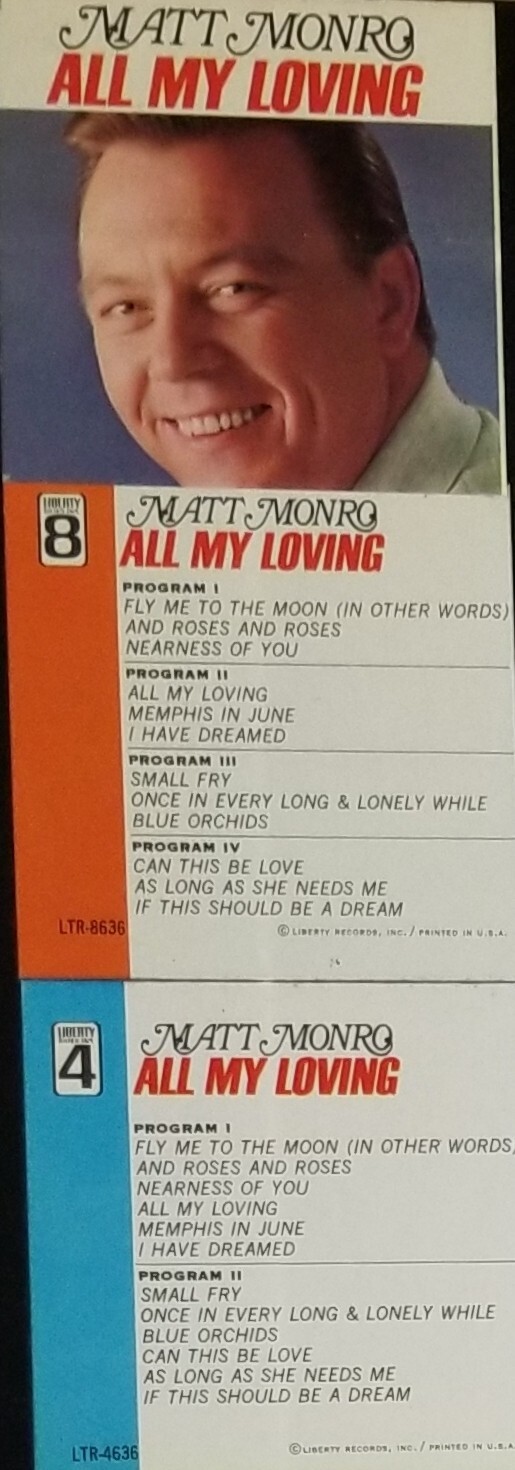 MATT MONRO
ALL MY LOVING
LIBERTY
8
MATT MONRO
ALL MY LOVING
PROGRAM I
FLY ME TO THE MOON (IN OTHER WORDS)
AND ROSES AND ROSES
NEARNESS OF YOU
PROGRAM II
ALL MY LOVING
MEMPHIS IN JUNE
I HAVE DREAMED
PROGRAM III
SMALL FRY
ONCE IN EVERY LONG & LONELY WHILE
BLUE ORCHIDS
PROGRAM IV
CAN THIS BE LOVE
AS LONG AS SHE NEEDS ME
IF THIS SHOULD BE A DREAM
LTR-8636
© LIBERTY RECORDS, INC. / PRINTED IN U.S.A.
LIBERTY
4
MATT MONRO
ALL MY LOVING
PROGRAM I
FLY ME TO THE MOON (IN OTHER WORDS
AND ROSES AND ROSES
NEARNESS OF YOU
ALL MY LOVING
MEMPHIS IN JUNE
I HAVE DREAMED
PROGRAM II
SMALL FRY
ONCE IN EVERY LONG & LONELY WHILE
BLUE ORCHIDS
CAN THIS BE LOVE
AS LONG AS SHE NEEDS ME
IF THIS SHOULD BE A DREAM
LTR-4636
© LIBERTY RECORDS, INC. / PRINTED IN U.S.A